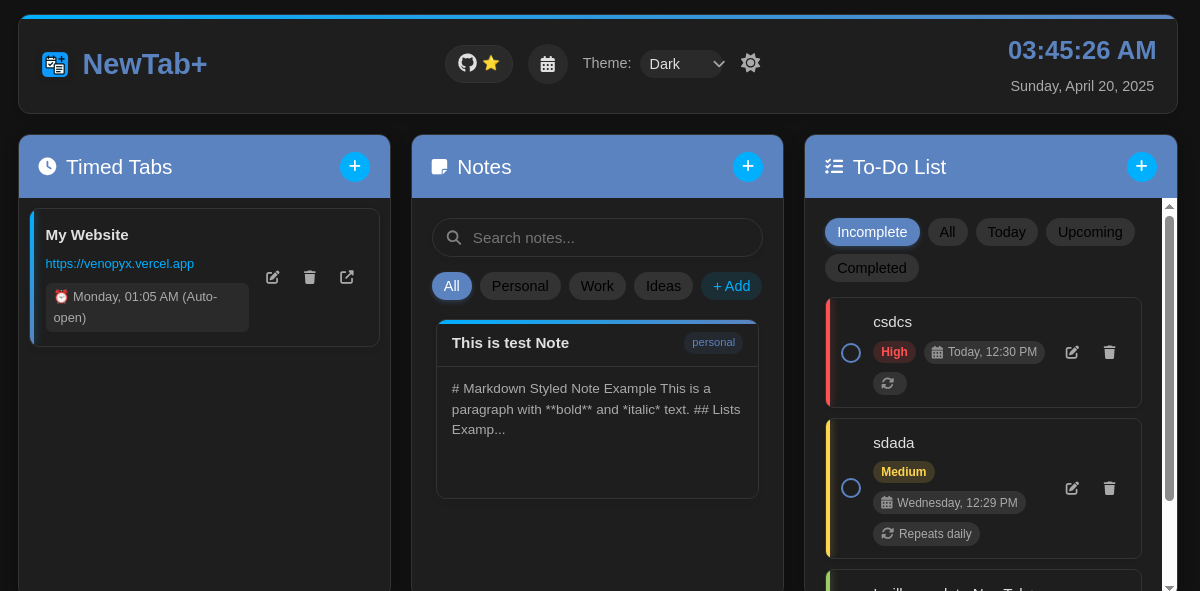 NewTab+
Theme: Dark
03:45:26 AM
Sunday, April 20, 2025
Timed Tabs
+
My Website
https://venopyx.vercel.app
⏰ Monday, 01:05 AM (Auto-
open)
Notes
+
Search notes...
All Personal Work Ideas + Add
This is test Note personal
# Markdown Styled Note Example This is a
paragraph with **bold** and *italic* text. ## Lists
Examp...
To-Do List
+
Incomplete All Today Upcoming
Completed
csdcs
High Today, 12:30 PM
sdada
Medium
Wednesday, 12:29 PM
Repeats daily